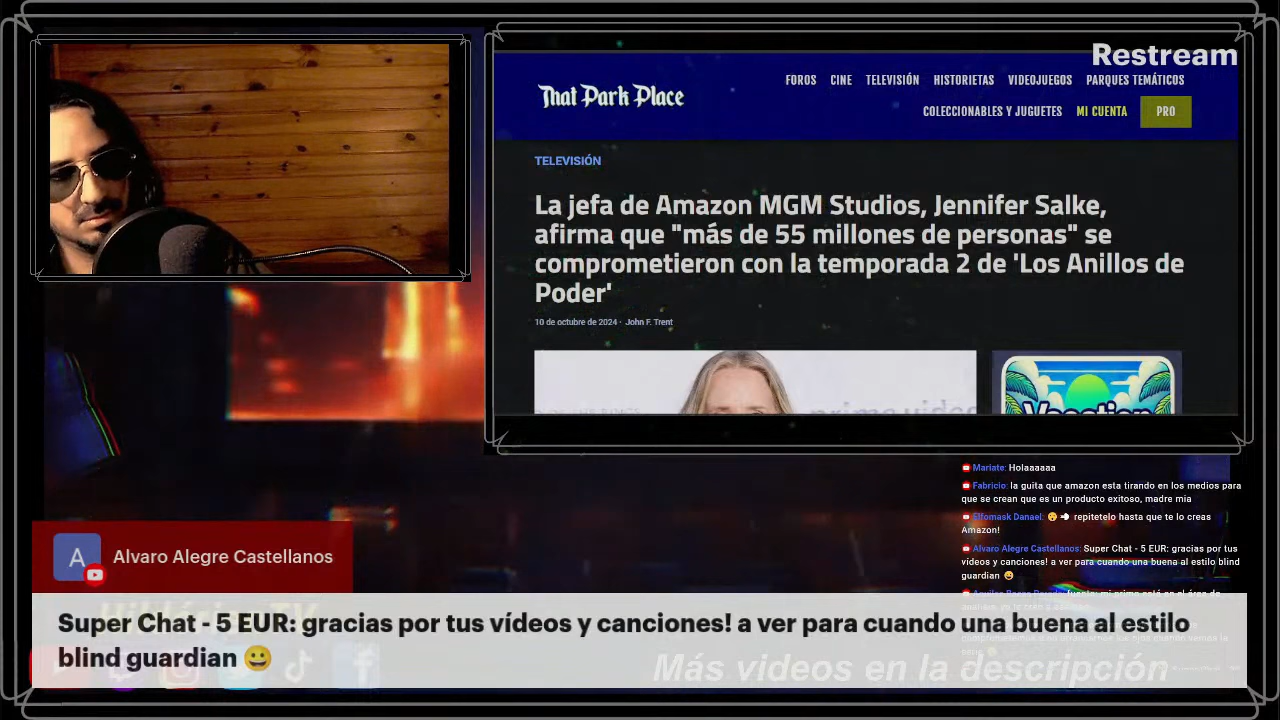 Restream
That Park Place
FOROS CINE TELEVISIÓN HISTORIETAS VIDEOJUEGOS PARQUES TEMÁTICOS
COLECCIONABLES Y JUGUETES MI CUENTA PRO
TELEVISIÓN
La jefa de Amazon MGM Studios, Jennifer Salke,
afirma que "más de 55 millones de personas" se
comprometieron con la temporada 2 de 'Los Anillos de
Poder'
10 de octubre de 2024 · John F. Trent
prime video
Vacation
Mariate: Holaaaaaa
Fabricio: la guita que amazon esta tirando en los medios para
que se crean que es un producto exitoso, madre mia
Elfomask Danael: 😮 repitetelo hasta que te lo creas
Amazon!
Alvaro Alegre Castellanos: Super Chat - 5 EUR: gracias por tus
vídeos y canciones! a ver para cuando una buena al estilo blind
guardian 😀
A
Alvaro Alegre Castellanos
Super Chat - 5 EUR: gracias por tus vídeos y canciones! a ver para cuando una buena al estilo
blind guardian 😀
Más videos en la descripción